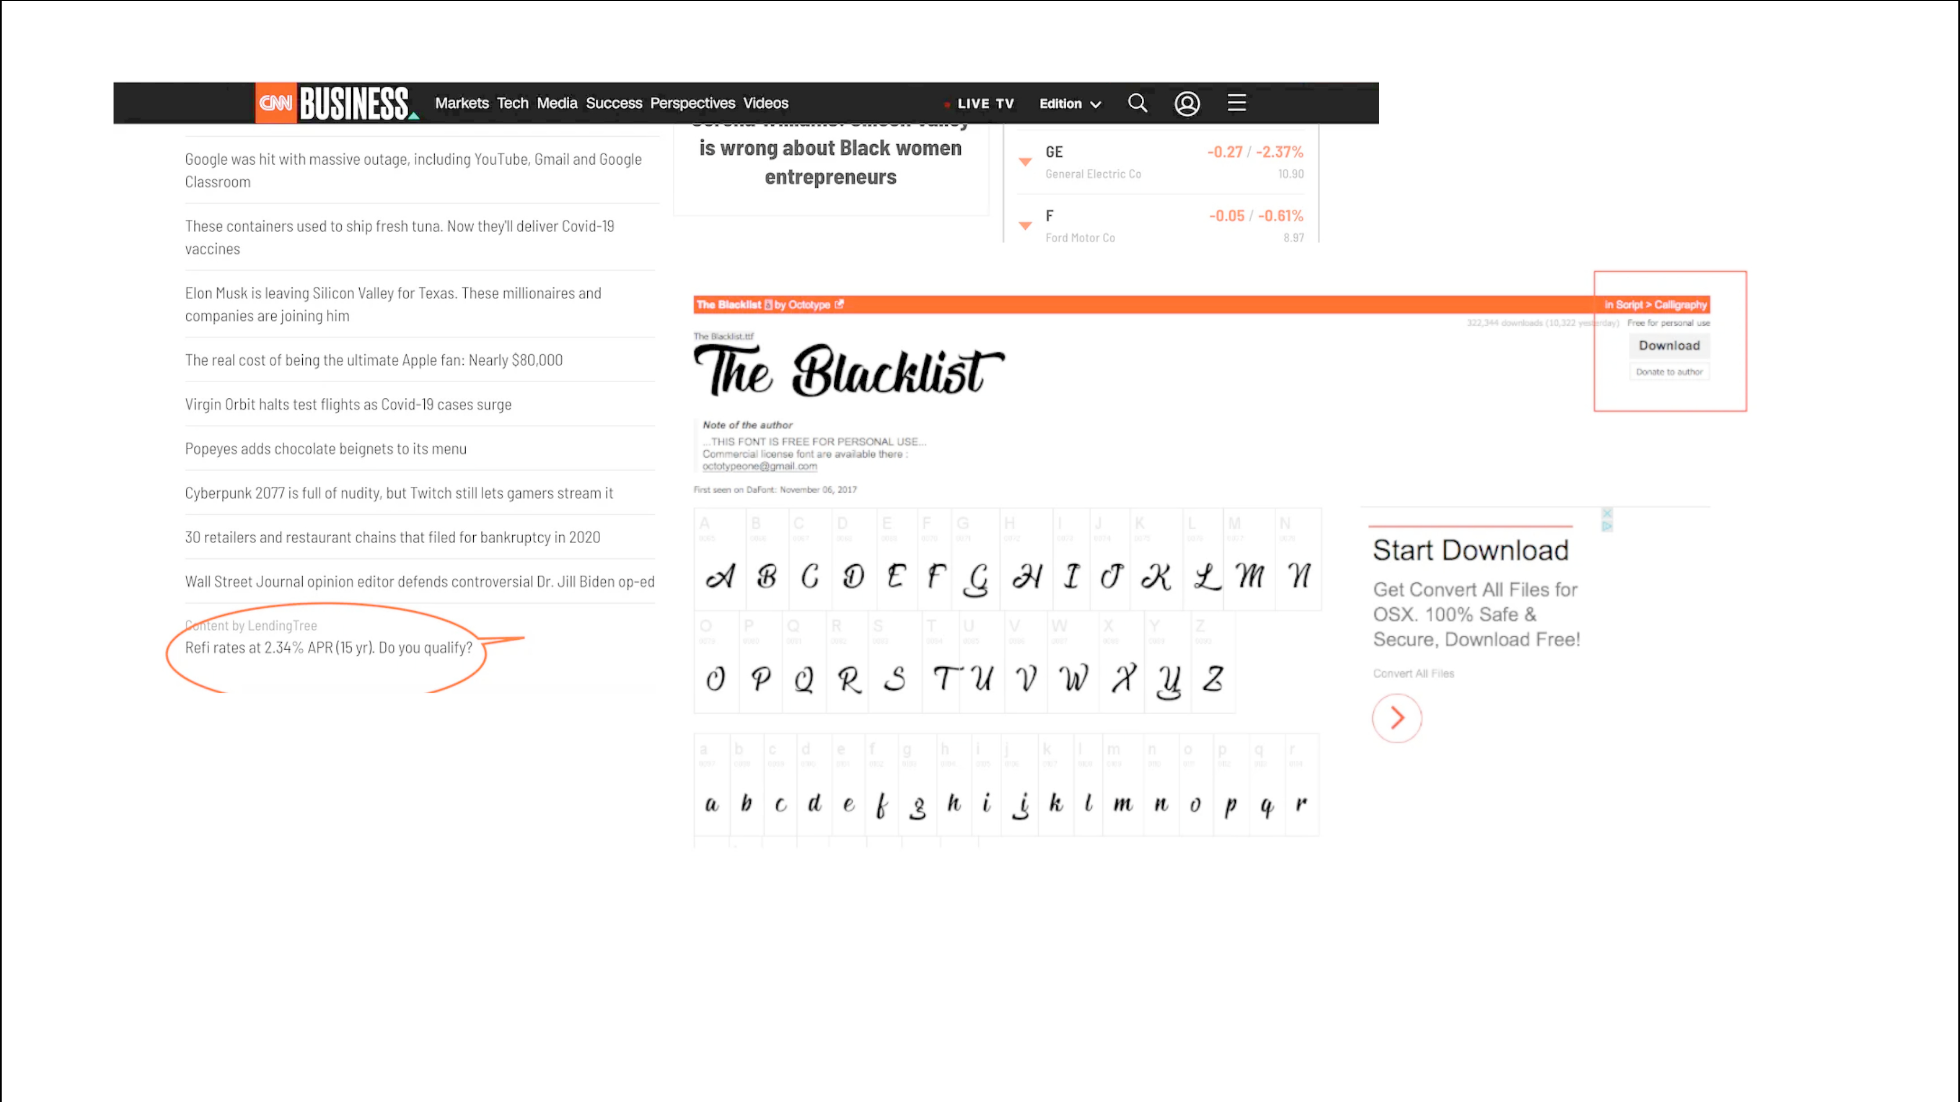 CNN BUSINESS Markets Tech Media Success Perspectives Videos LIVE TV Edition
Google was hit with massive outage, including YouTube, Gmail and Google
Classroom
These containers used to ship fresh tuna. Now they'll deliver Covid-19
vaccines
Elon Musk is leaving Silicon Valley for Texas. These millionaires and
companies are joining him
The real cost of being the ultimate Apple fan: Nearly $80,000
Virgin Orbit halts test flights as Covid-19 cases surge
Popeyes adds chocolate beignets to its menu
Cyberpunk 2077 is full of nudity, but Twitch still lets gamers stream it
30 retailers and restaurant chains that filed for bankruptcy in 2020
Wall Street Journal opinion editor defends controversial Dr. Jill Biden op-ed
Content by LendingTree
Refi rates at 2.34% APR (15 yr). Do you qualify?
is wrong about Black women
entrepreneurs
GE -0.27 / -2.37%
General Electric Co 10.90
F -0.05 / -0.61%
Ford Motor Co 8.97
The Blacklist by Octotype in Script > Calligraphy
322,344 downloads (10,322 yesterday) Free for personal use
Download
Donate to author
The Blacklist.ttf
The Blacklist
Note of the author
...THIS FONT IS FREE FOR PERSONAL USE...
Commercial license font are available there :
octotypeone@gmail.com
First seen on DaFont: November 06, 2017
A B C D E F G H I J K L M N
A B C D E F G H I J K L M N
O P Q R S T U V W X Y Z
O P Q R S T U V W X Y Z
a b c d e f g h i j k l m n o p q r
a b c d e f g h i j k l m n o p q r
Start Download
Get Convert All Files for
OSX. 100% Safe &
Secure, Download Free!
Convert All Files